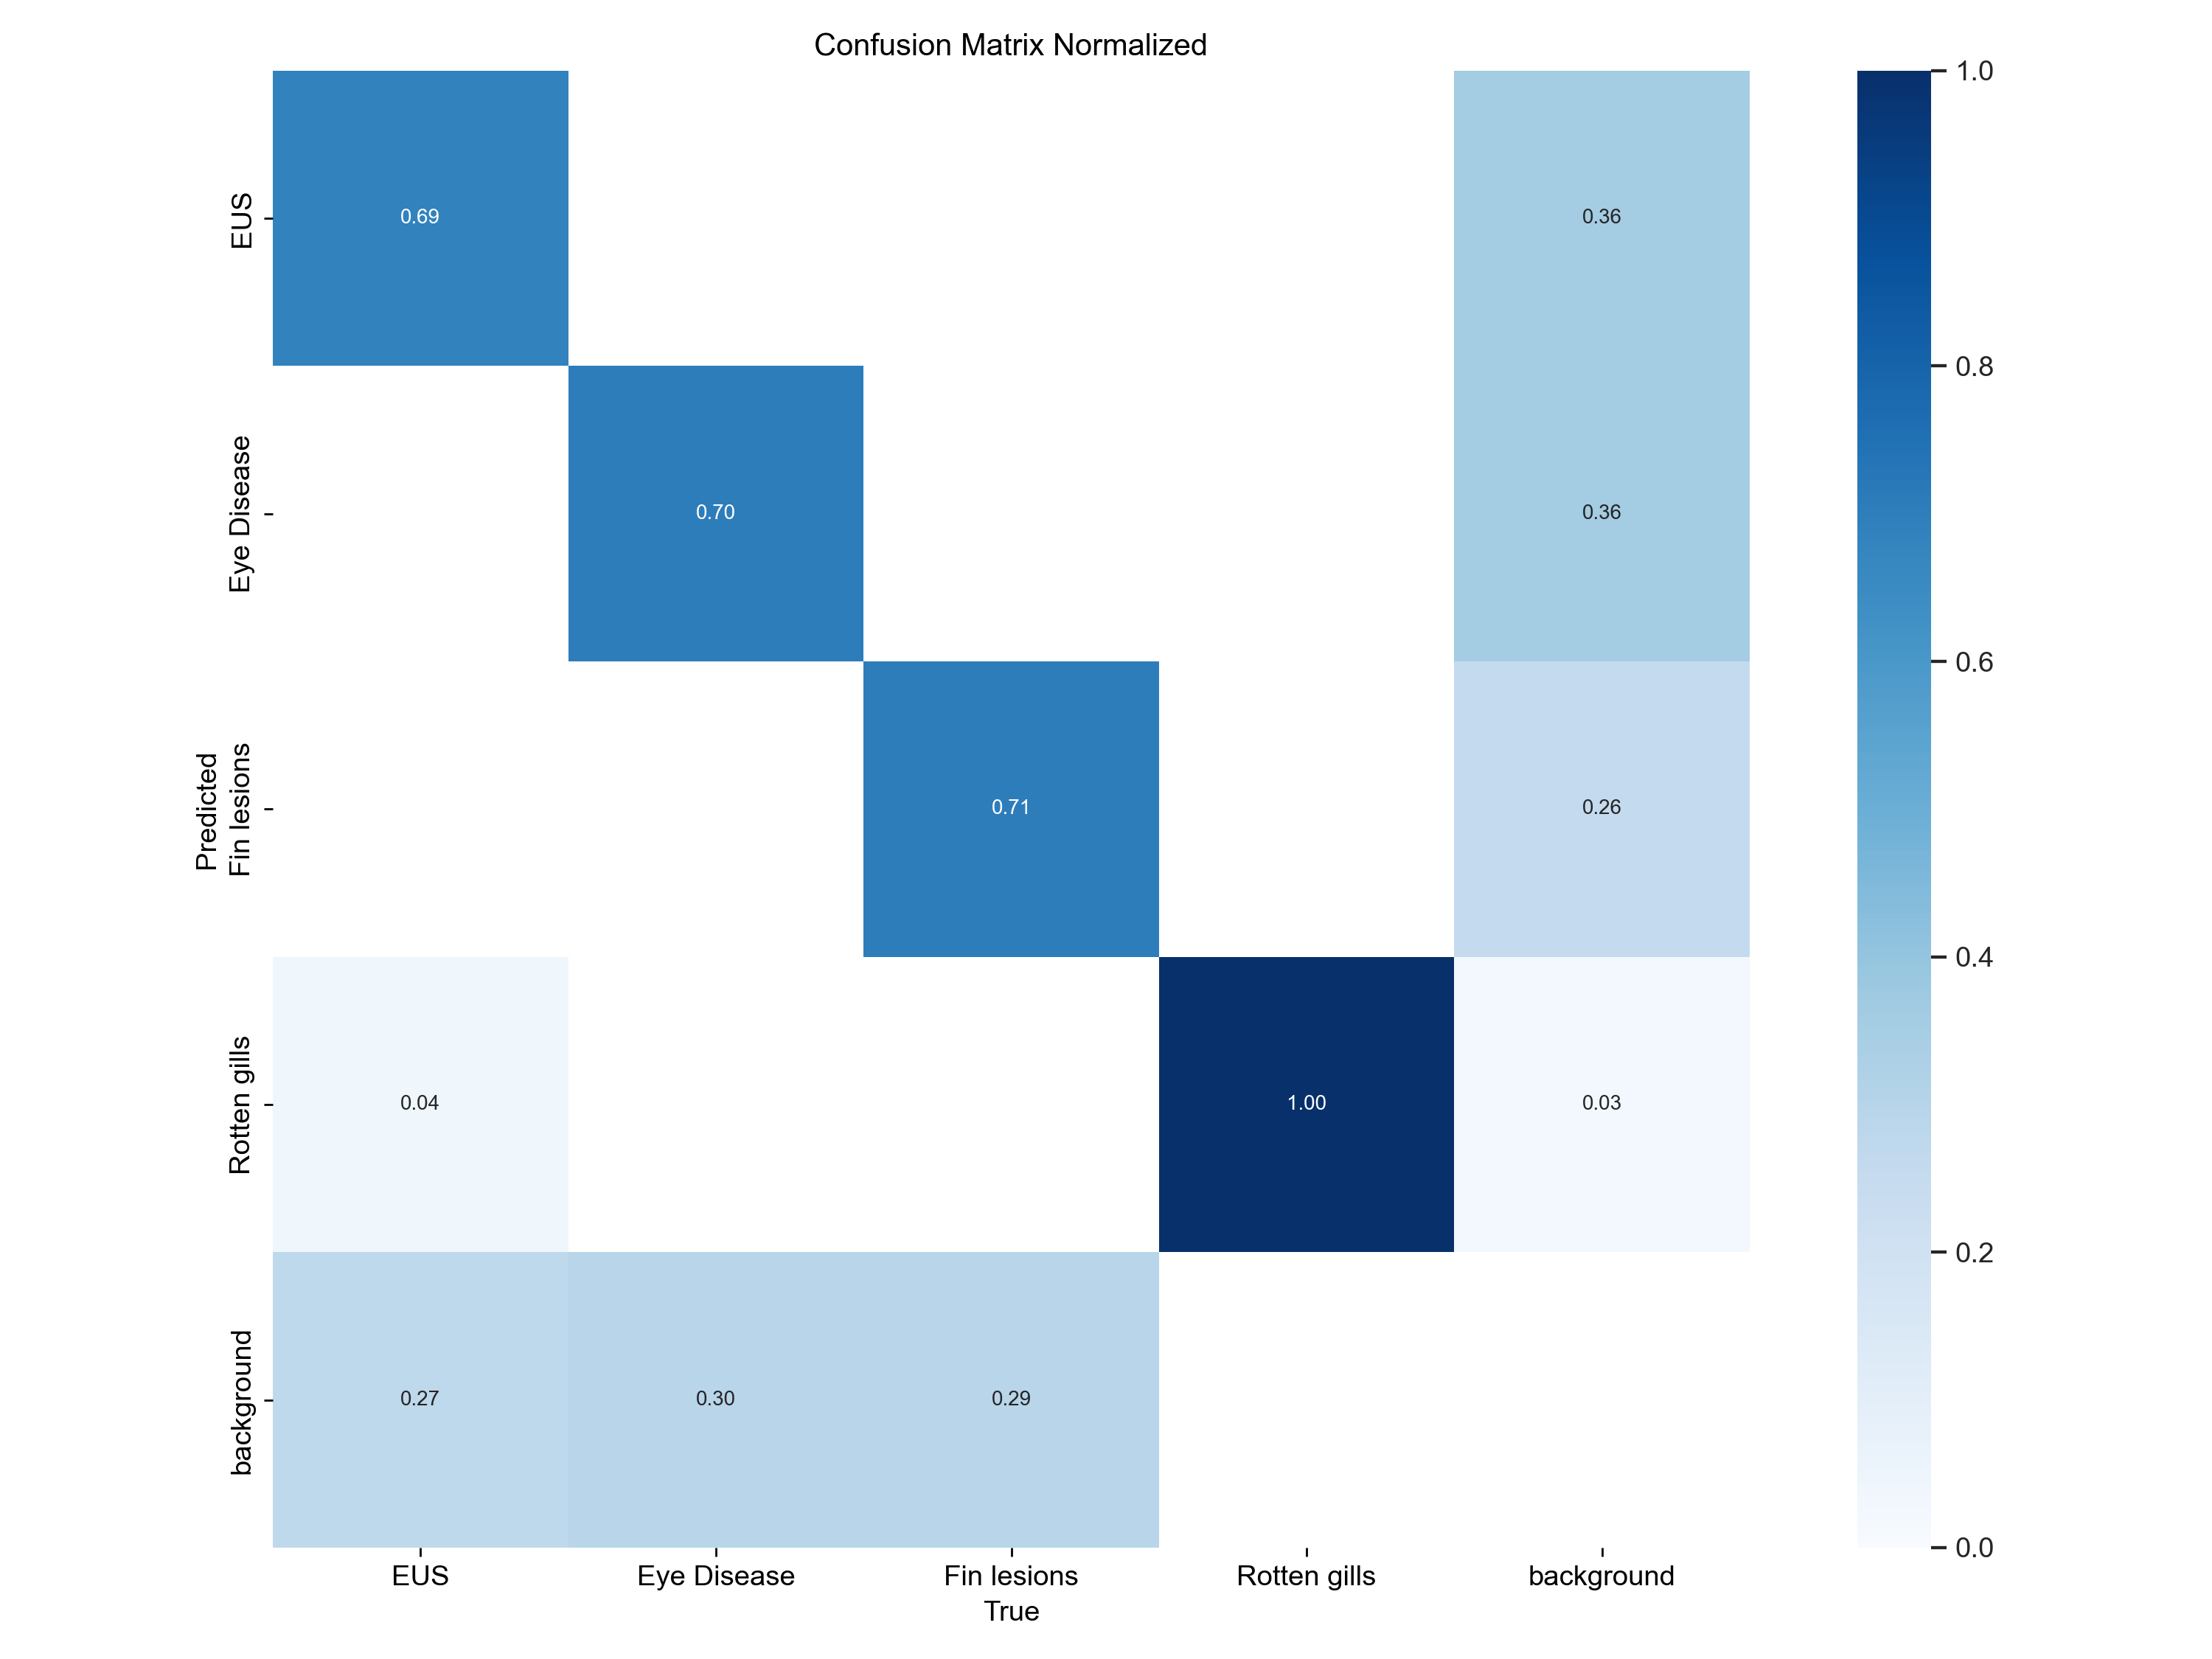 Confusion Matrix Normalized
EUS
Eye Disease
Predicted
Fin lesions
Rotten gills
background
0.69
0.36
0.70
0.36
0.71
0.26
0.04
1.00
0.03
0.27
0.30
0.29
EUS
Eye Disease
Fin lesions
Rotten gills
background
True
1.0
0.8
0.6
0.4
0.2
0.0